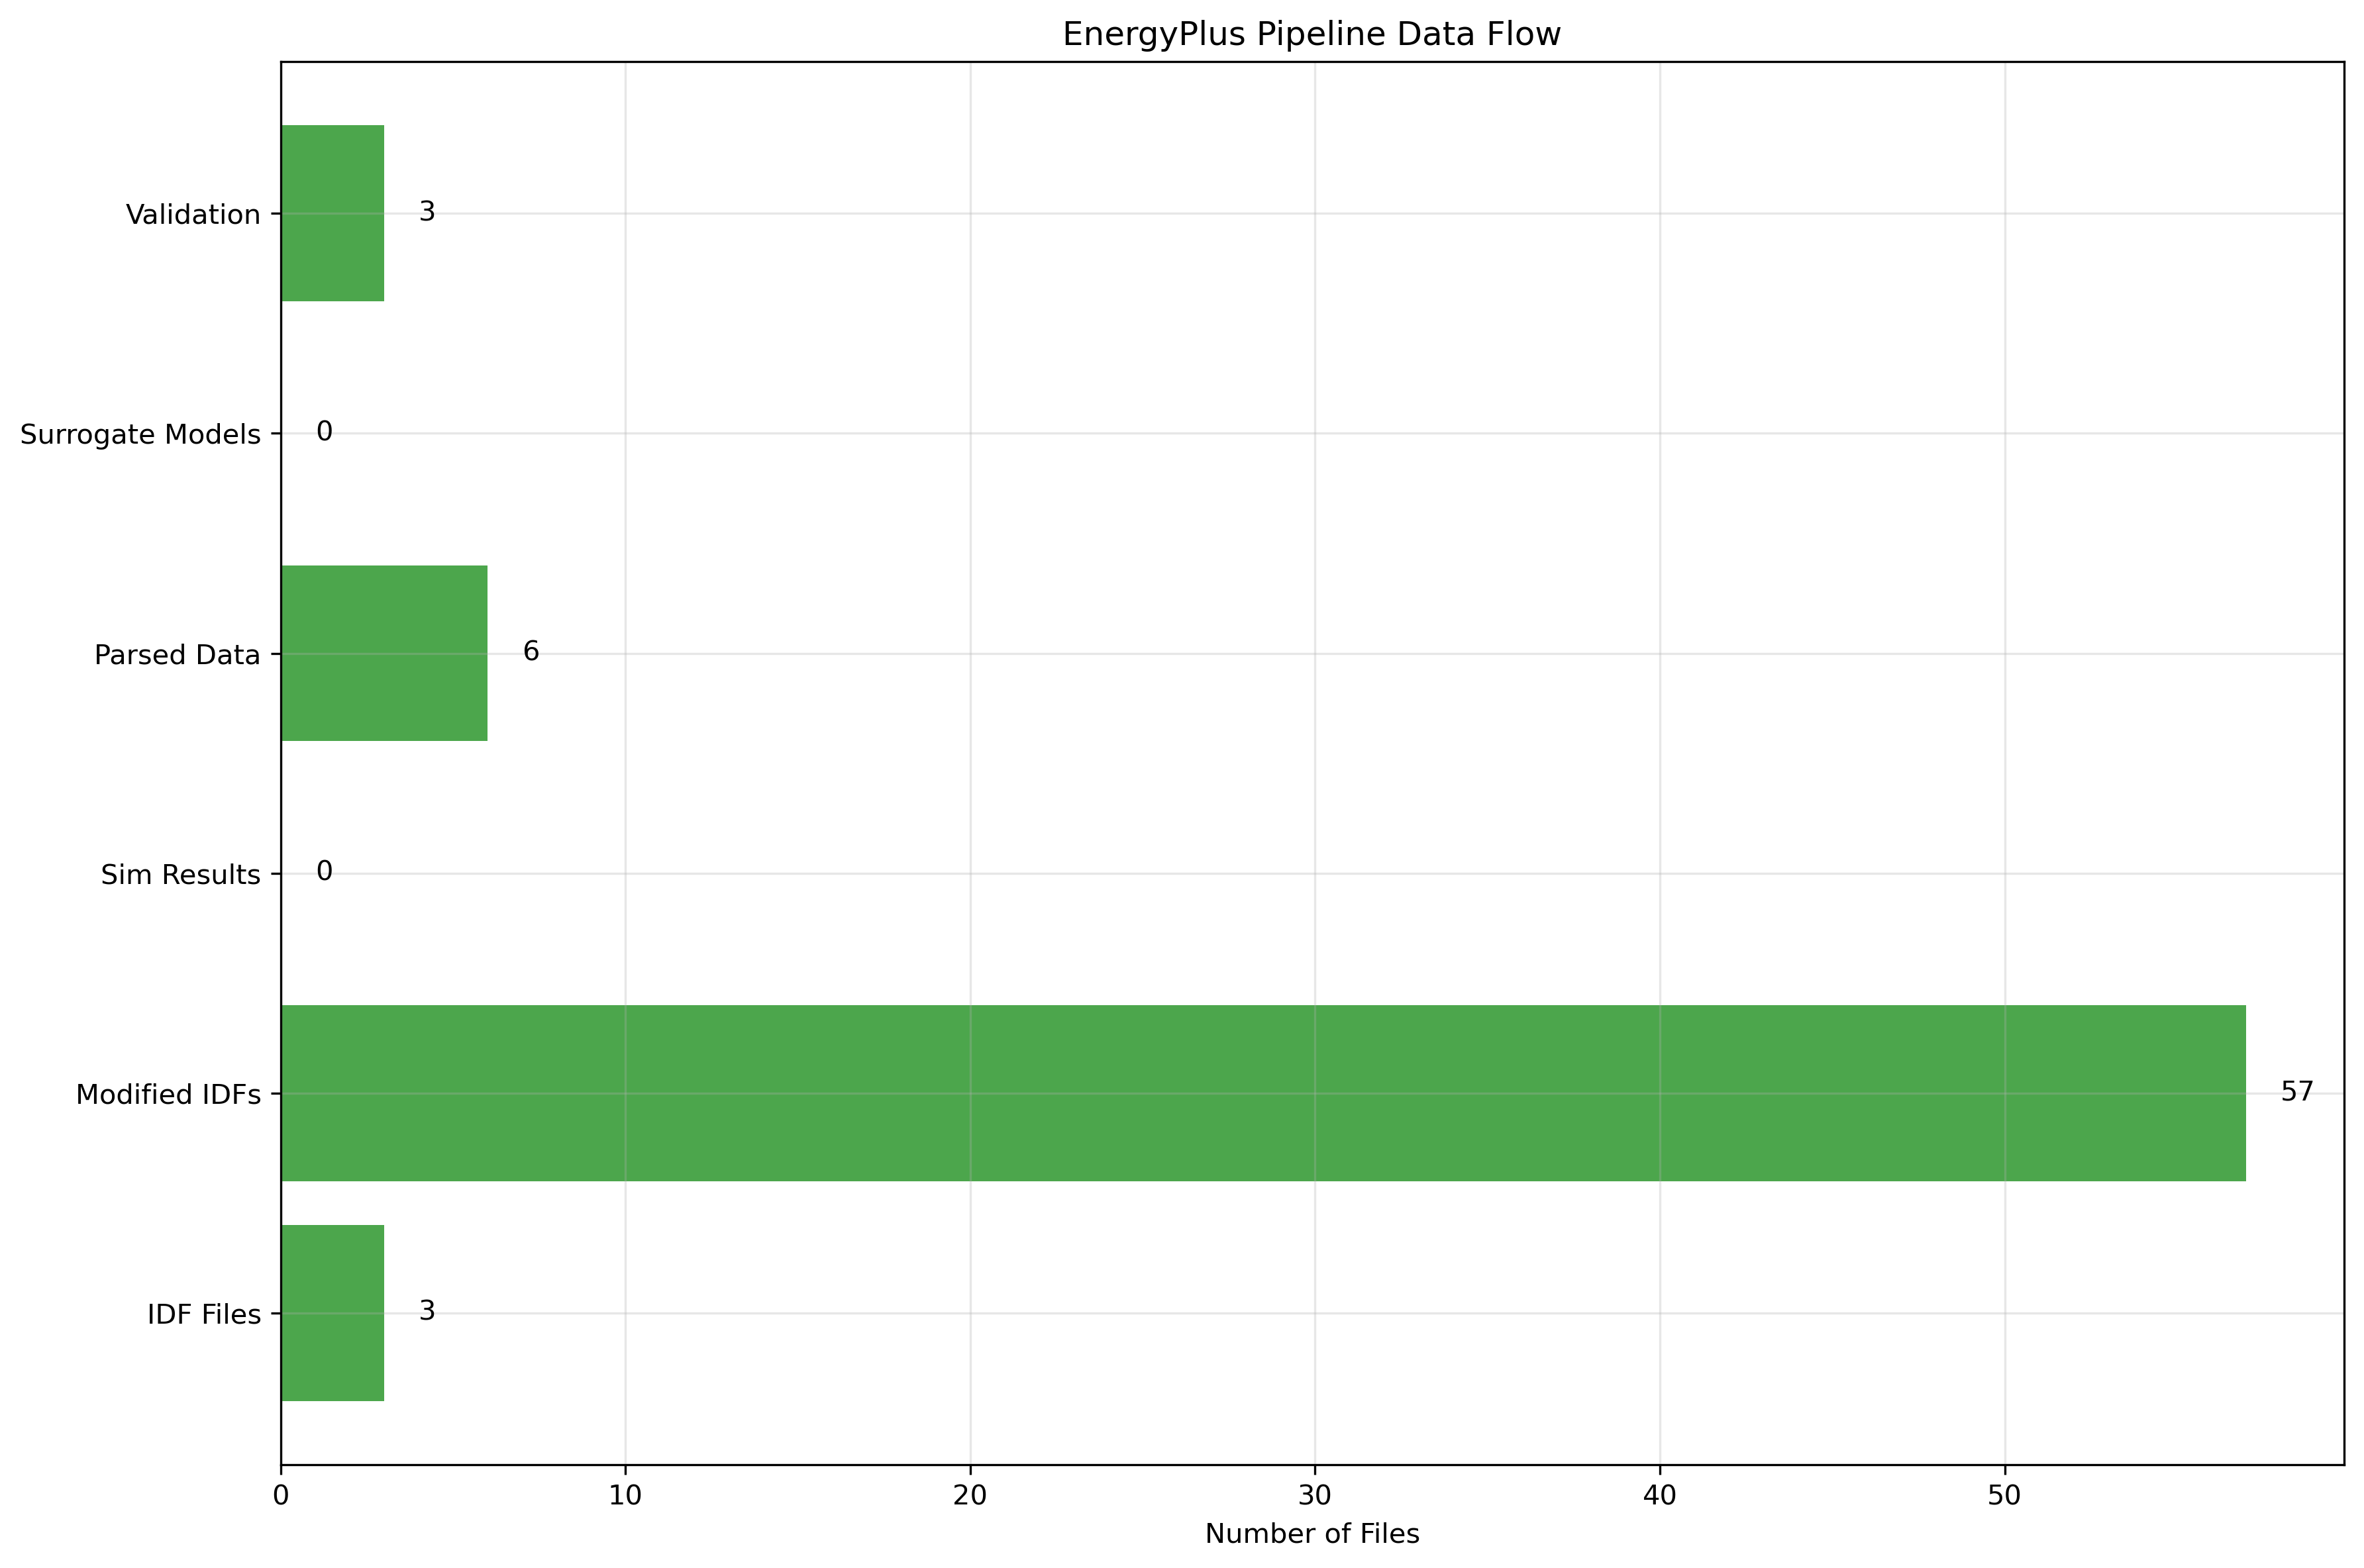 EnergyPlus Pipeline Data Flow
Validation
3
Surrogate Models
0
Parsed Data
6
Sim Results
0
Modified IDFs
57
IDF Files
3
0
10
20
30
40
50
Number of Files